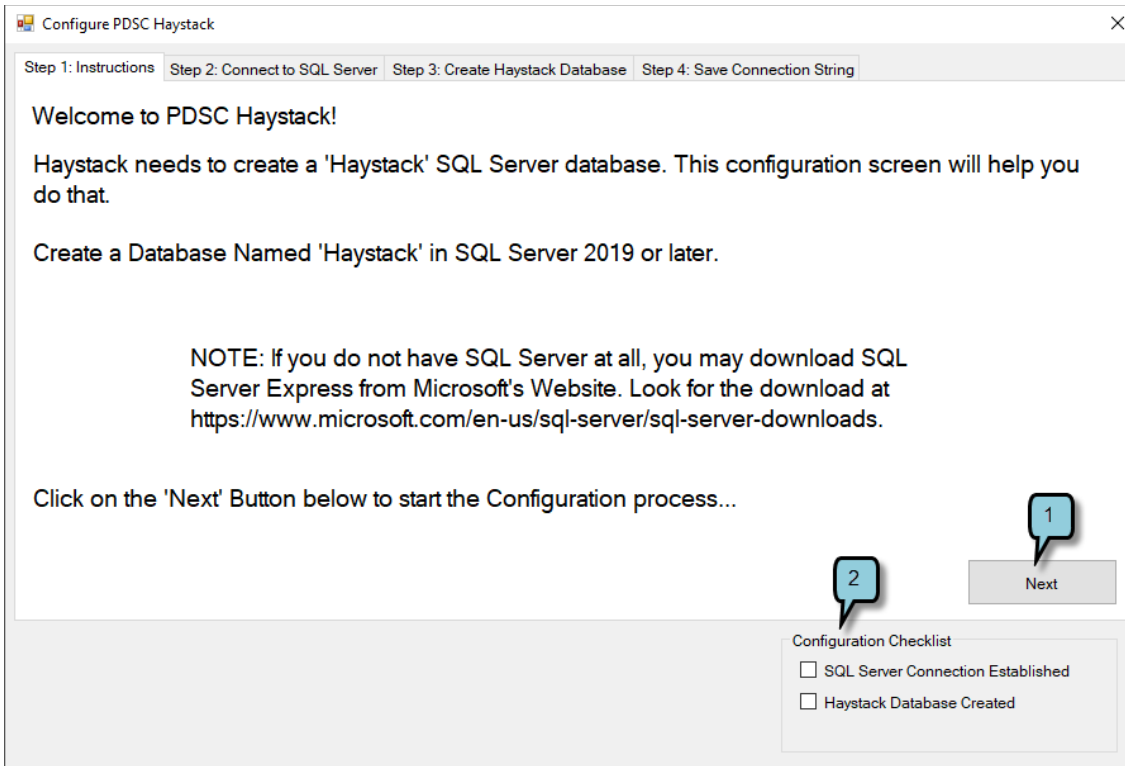 Configure PDSC Haystack
Step 1: Instructions Step 2: Connect to SQL Server Step 3: Create Haystack Database Step 4: Save Connection String
Welcome to PDSC Haystack!
Haystack needs to create a 'Haystack' SQL Server database. This configuration screen will help you
do that.
Create a Database Named 'Haystack' in SQL Server 2019 or later.
NOTE: If you do not have SQL Server at all, you may download SQL
Server Express from Microsoft's Website. Look for the download at
https://www.microsoft.com/en-us/sql-server/sql-server-downloads.
Click on the 'Next' Button below to start the Configuration process...
1
Next
2
Configuration Checklist
SQL Server Connection Established
Haystack Database Created